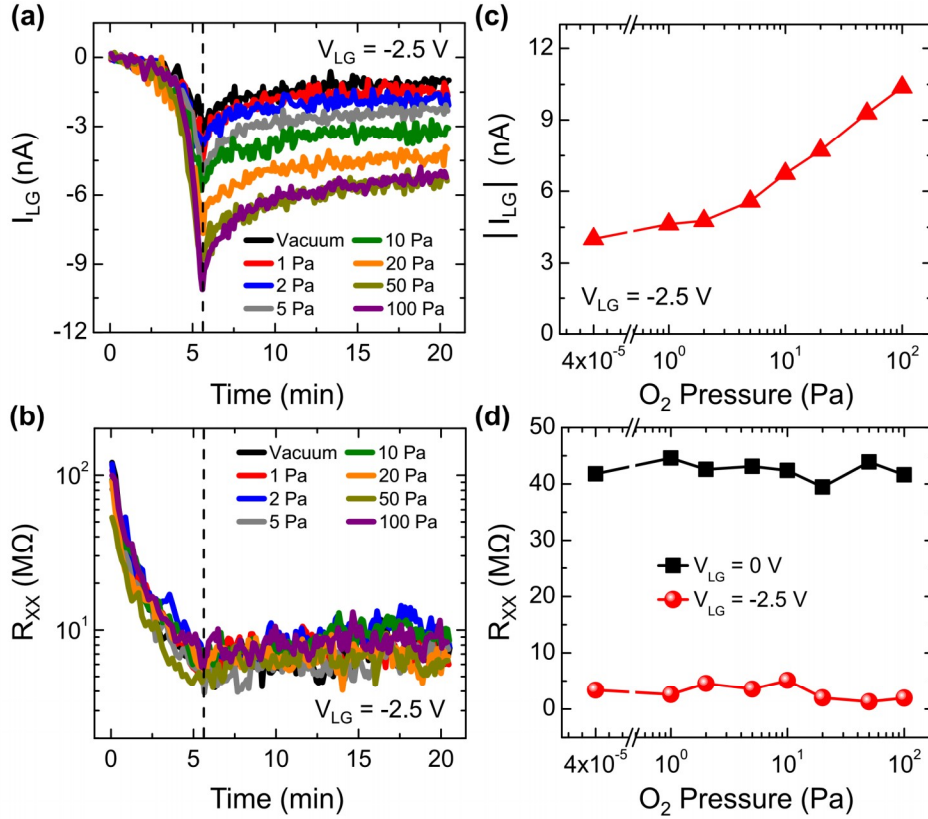 (a)
V_LG = -2.5 V
0
-3
-6
-9
-12
I_LG (nA)
Vacuum
1 Pa
2 Pa
5 Pa
10 Pa
20 Pa
50 Pa
100 Pa
0 5 10 15 20
Time (min)
(c)
12
9
6
3
0
| I_LG | (nA)
V_LG = -2.5 V
4x10^-5 10^0 10^1 10^2
O_2 Pressure (Pa)
(b)
10^2
10^1
R_XX (MΩ)
Vacuum
1 Pa
2 Pa
5 Pa
10 Pa
20 Pa
50 Pa
100 Pa
V_LG = -2.5 V
0 5 10 15 20
Time (min)
(d)
50
40
30
20
10
0
R_XX (MΩ)
V_LG = 0 V
V_LG = -2.5 V
4x10^-5 10^0 10^1 10^2
O_2 Pressure (Pa)